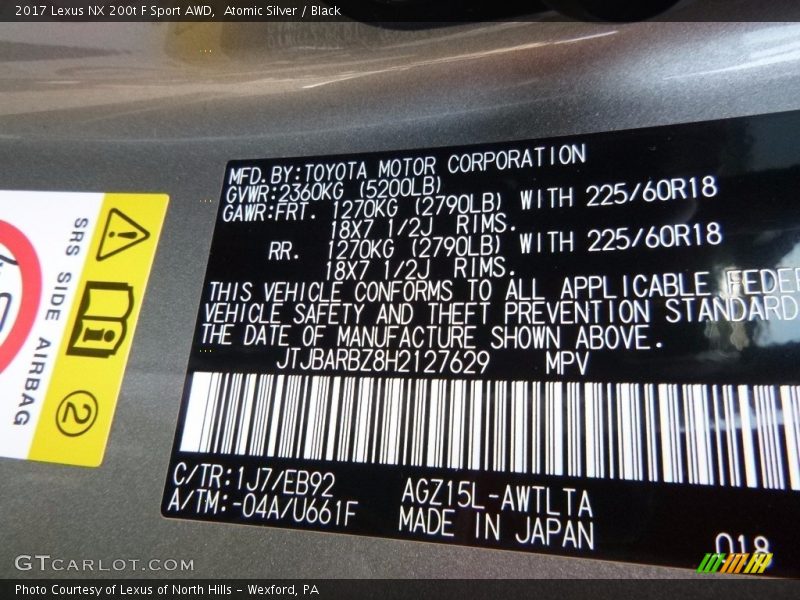 2017 Lexus NX 200t F Sport AWD,  Atomic Silver / Black
MFD.BY:TOYOTA MOTOR CORPORATION
GVWR:2360KG (5200LB)
GAWR:FRT. 1270KG (2790LB) WITH 225/60R18
18X7 1/2J RIMS.
RR. 1270KG (2790LB) WITH 225/60R18
18X7 1/2J RIMS.
THIS VEHICLE CONFORMS TO ALL APPLICABLE FEDE
VEHICLE SAFETY AND THEFT PREVENTION STANDARD
THE DATE OF MANUFACTURE SHOWN ABOVE.
JTJBARBZ8H2127629 MPV
C/TR:1J7/EB92 AGZ15L-AWTLTA
A/TM:-04A/U661F MADE IN JAPAN
018
SRS SIDE AIRBAG
2
GTCARLOT.COM
Photo Courtesy of Lexus of North Hills - Wexford, PA